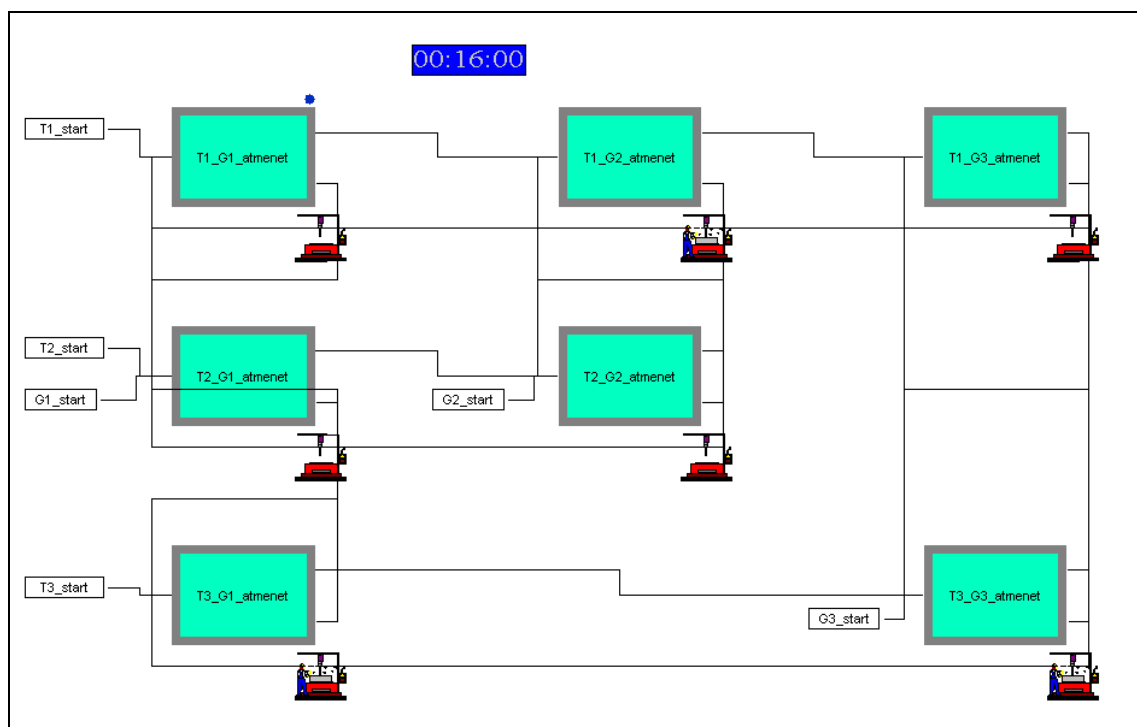 00:16:00
T1_start
T1_G1_atmenet
T1_G2_atmenet
T1_G3_atmenet
T2_start
T2_G1_atmenet
T2_G2_atmenet
G1_start
G2_start
T3_start
T3_G1_atmenet
T3_G3_atmenet
G3_start